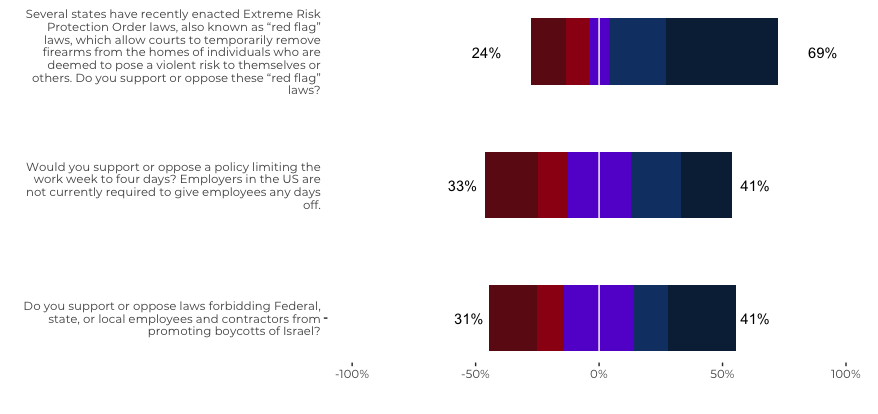 Several states have recently enacted Extreme Risk
Protection Order laws, also known as “red flag”
laws, which allow courts to temporarily remove
firearms from the homes of individuals who are
deemed to pose a violent risk to themselves or
others. Do you support or oppose these “red flag”
laws?
24%
69%
Would you support or oppose a policy limiting the
work week to four days? Employers in the US are
not currently required to give employees any days
off.
33%
41%
Do you support or oppose laws forbidding Federal,
state, or local employees and contractors from
promoting boycotts of Israel?
31%
41%
-100%
-50%
0%
50%
100%